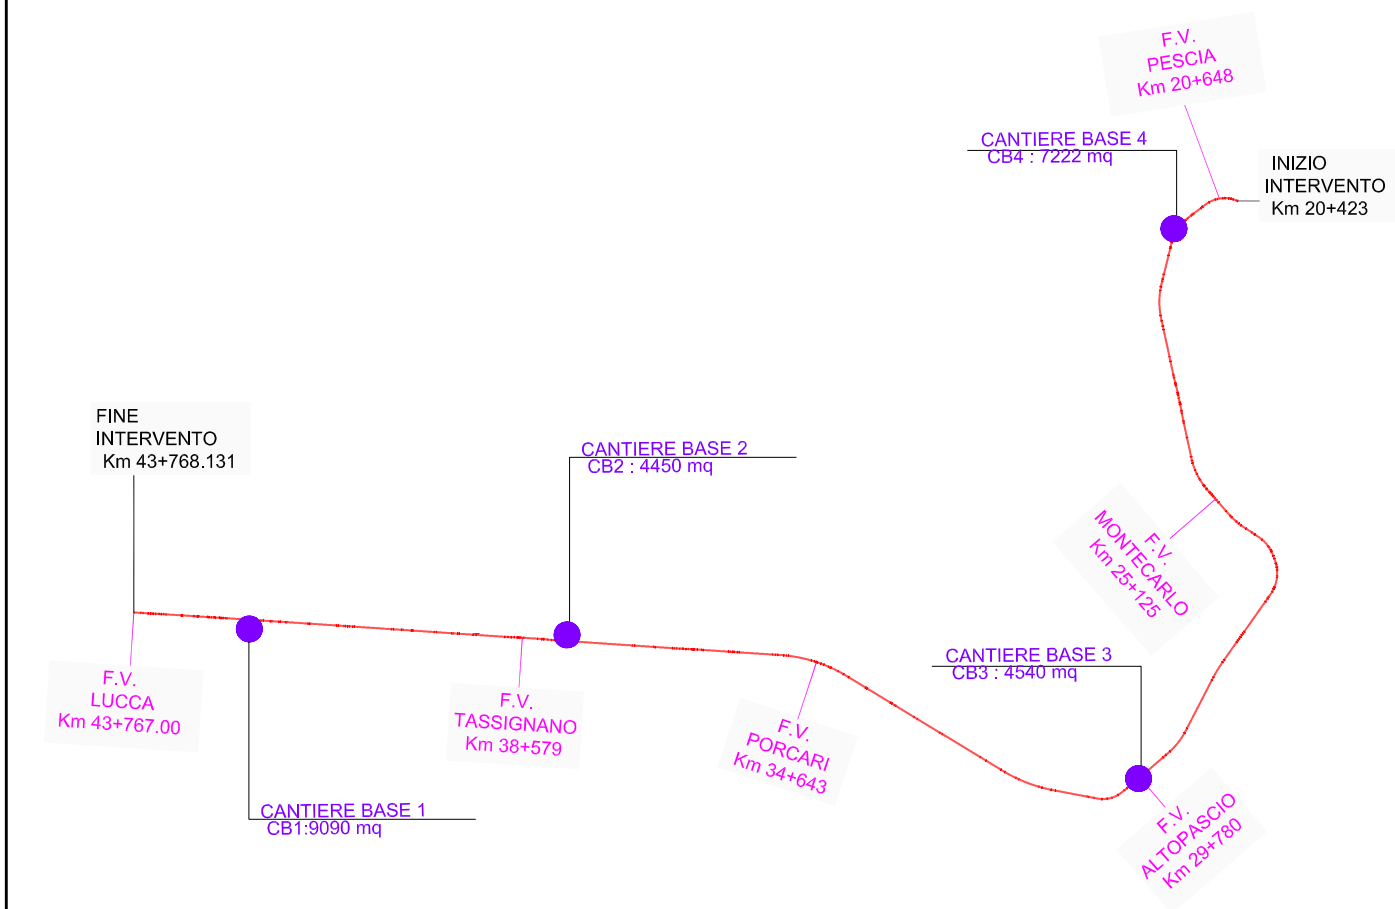 F.V.
PESCIA
Km 20+648
CANTIERE BASE 4
CB4 : 7222 mq
INIZIO
INTERVENTO
Km 20+423
FINE
INTERVENTO
Km 43+768.131
CANTIERE BASE 2
CB2 : 4450 mq
F.V.
MONTECARLO
Km 25+125
CANTIERE BASE 3
CB3 : 4540 mq
F.V.
LUCCA
Km 43+767.00
F.V.
TASSIGNANO
Km 38+579
F.V.
PORCARI
Km 34+643
CANTIERE BASE 1
CB1:9090 mq
F.V.
ALTOPASCIO
Km 29+780